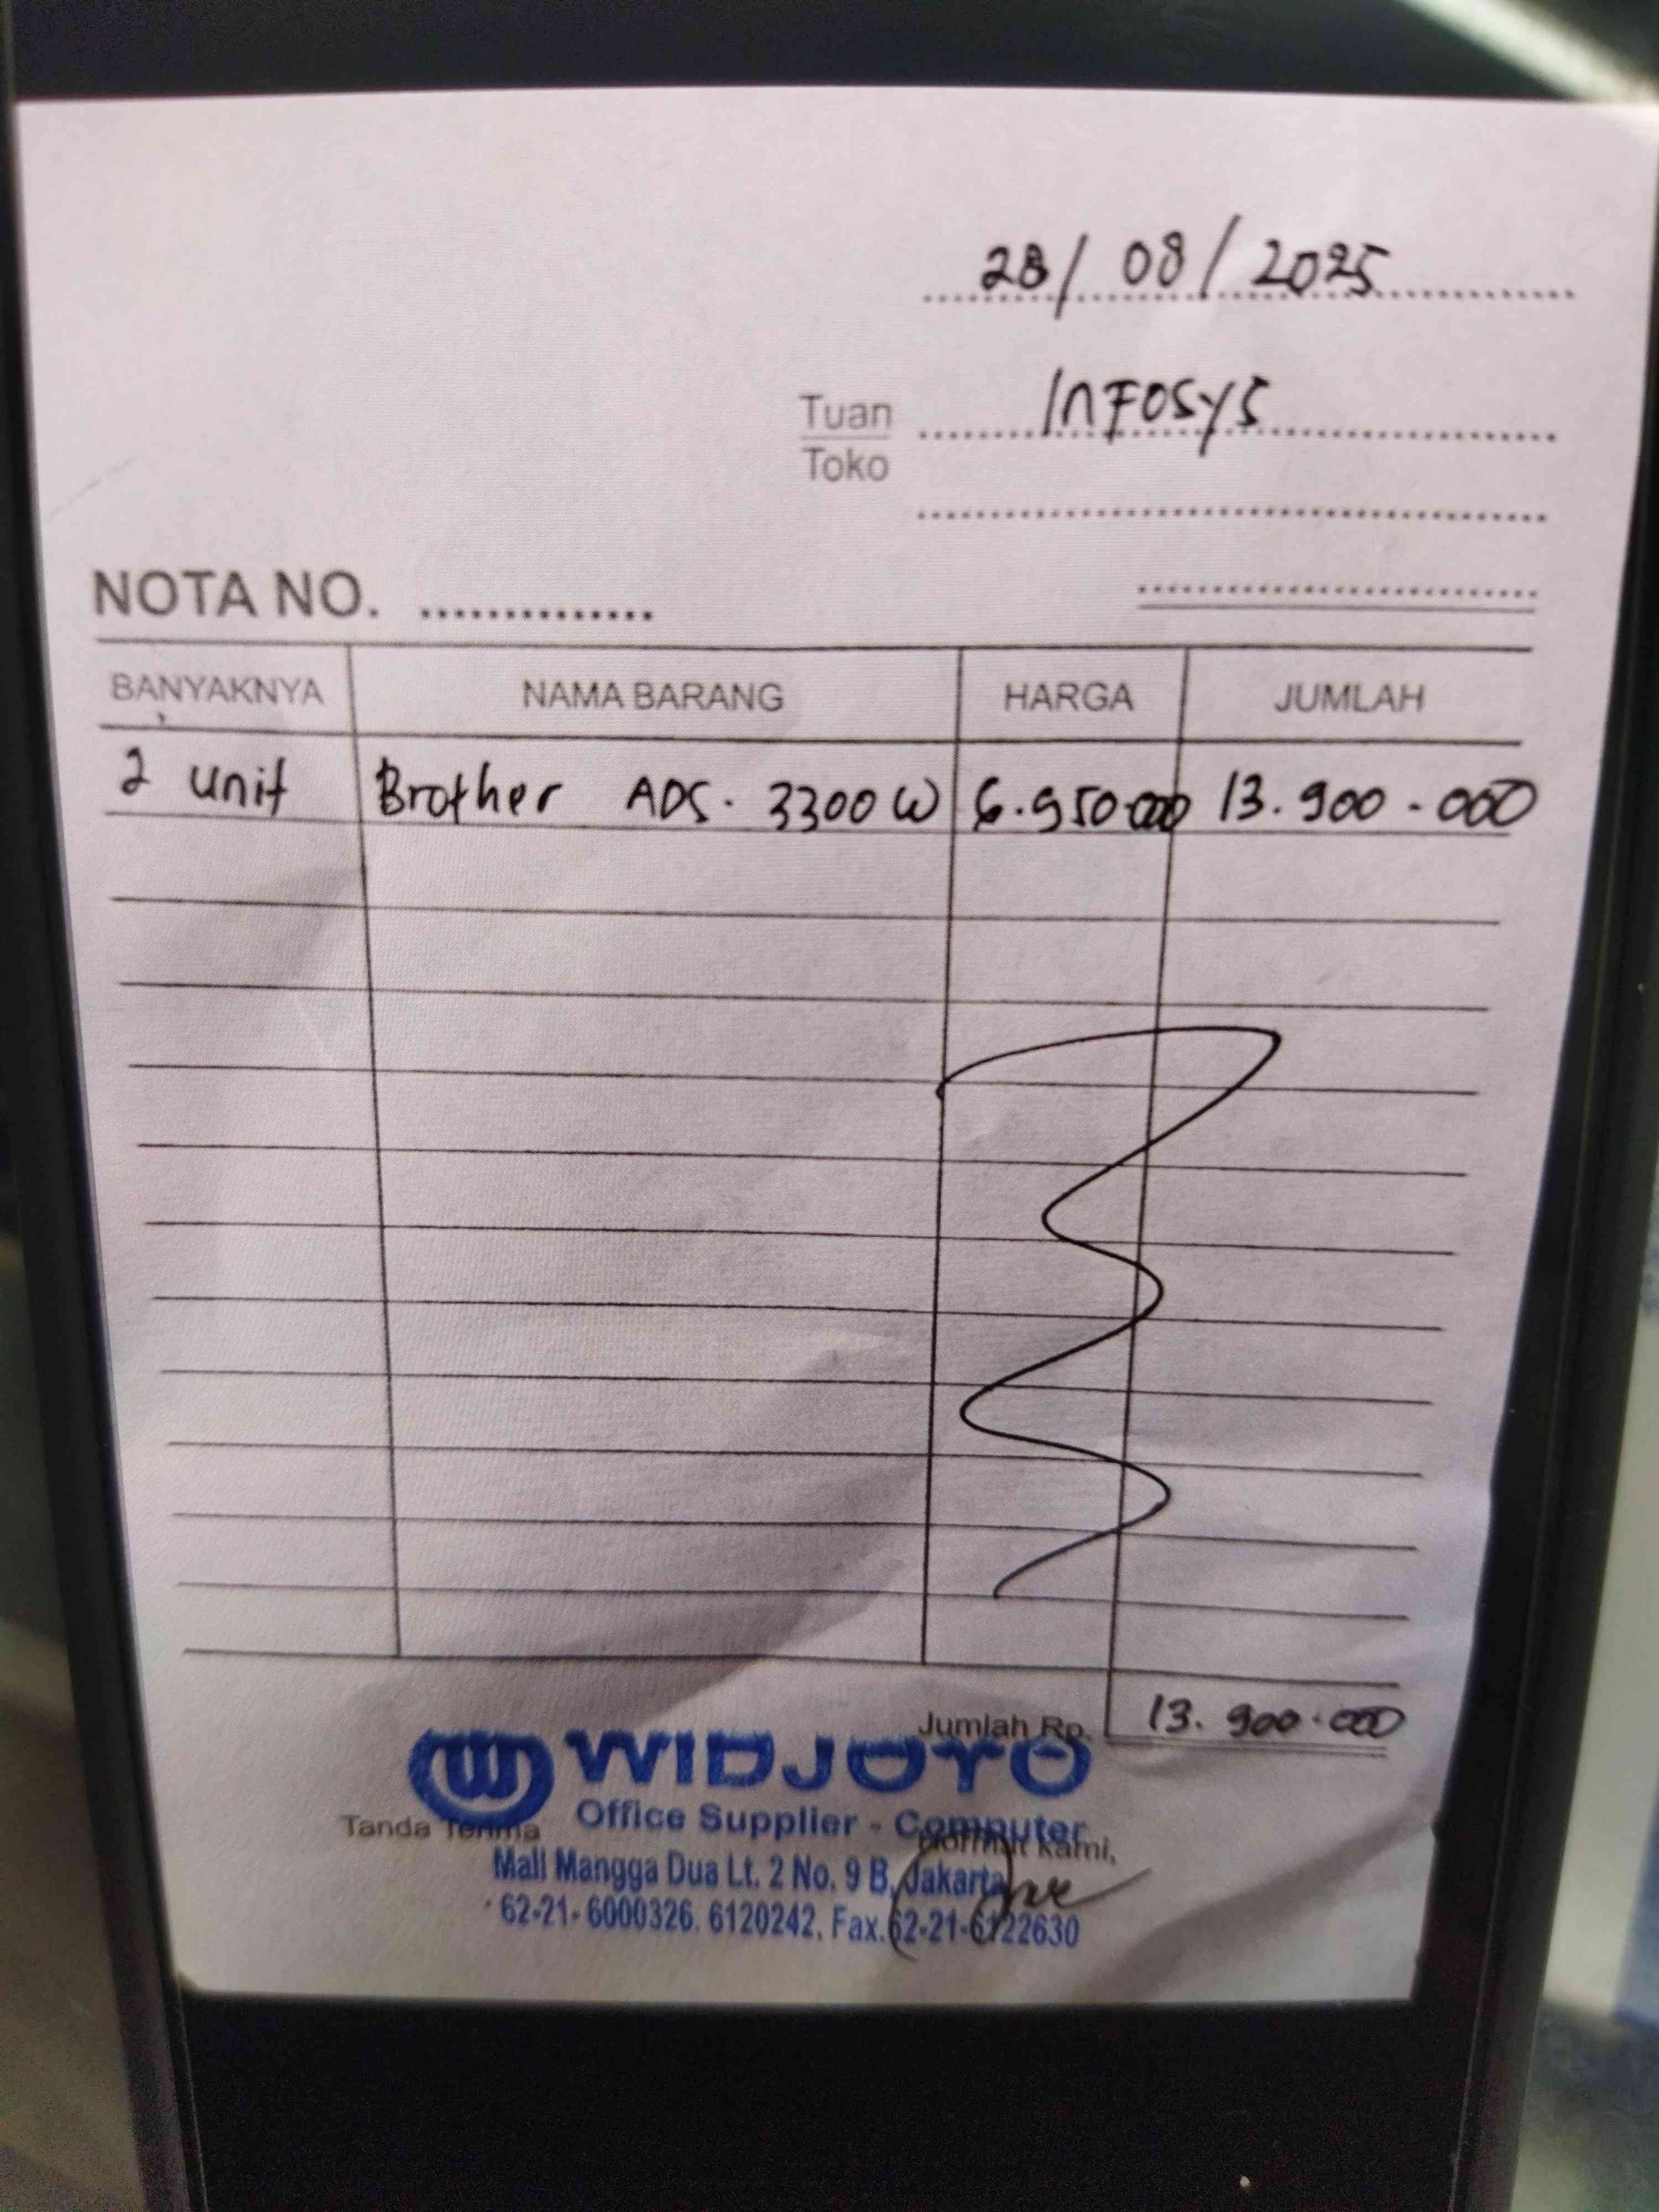 28/ 08/ 2025
Tuan InFosys
Toko
NOTA NO. ..............
BANYAKNYA NAMA BARANG HARGA JUMLAH
2 unit Brother ADS. 3300 W 6.950.000 13.900.000
Jumlah Rp. 13.900.000
WIDJOYO
Office Supplier - Computer
Tanda Terima Hormat Kami,
Mall Mangga Dua Lt. 2 No. 9 B, Jakarta
62-21- 6000326. 6120242. Fax.62-21-6122630